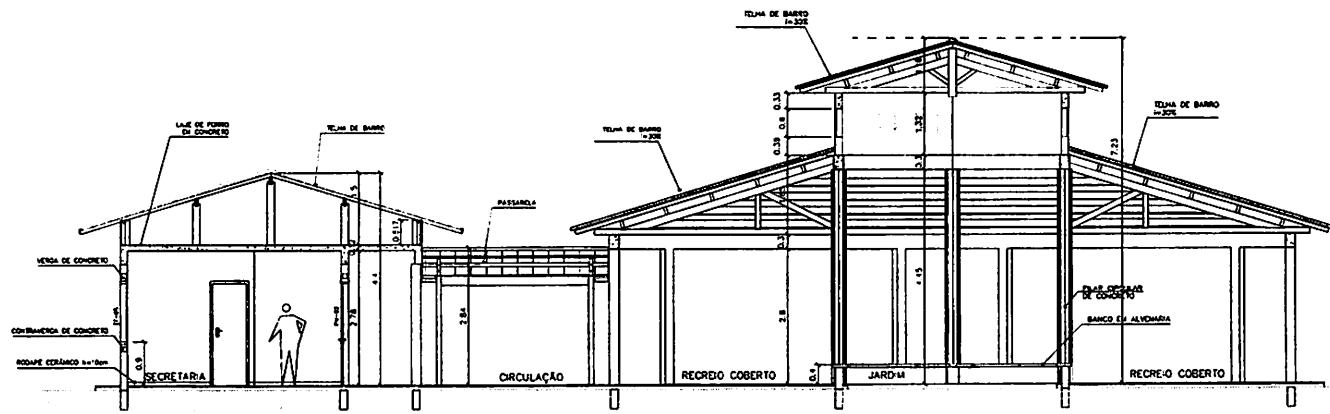 TELHA DE BARRO
i=33%
TELHA DE BARRO
i=30%
TELHA DE BARRO
i=30%
LAJE DE FORRO
EM CONCRETO
TELHA DE BARRO
PASSARELA
VERGA DE CONCRETO
CONTRAVERGA DE CONCRETO
RODAPÉ CERÂMICO h=10cm
PILAR CIRCULAR
DE CONCRETO
BANCO EM ALVENARIA
0.33
0.8
0.39
1.32
7.23
0.517
4.4
2.78
2.84
0.3
2.8
4.45
0.9
0.4
SECRETARIA
CIRCULAÇÃO
RECREIO COBERTO
JARDIM
RECREIO COBERTO